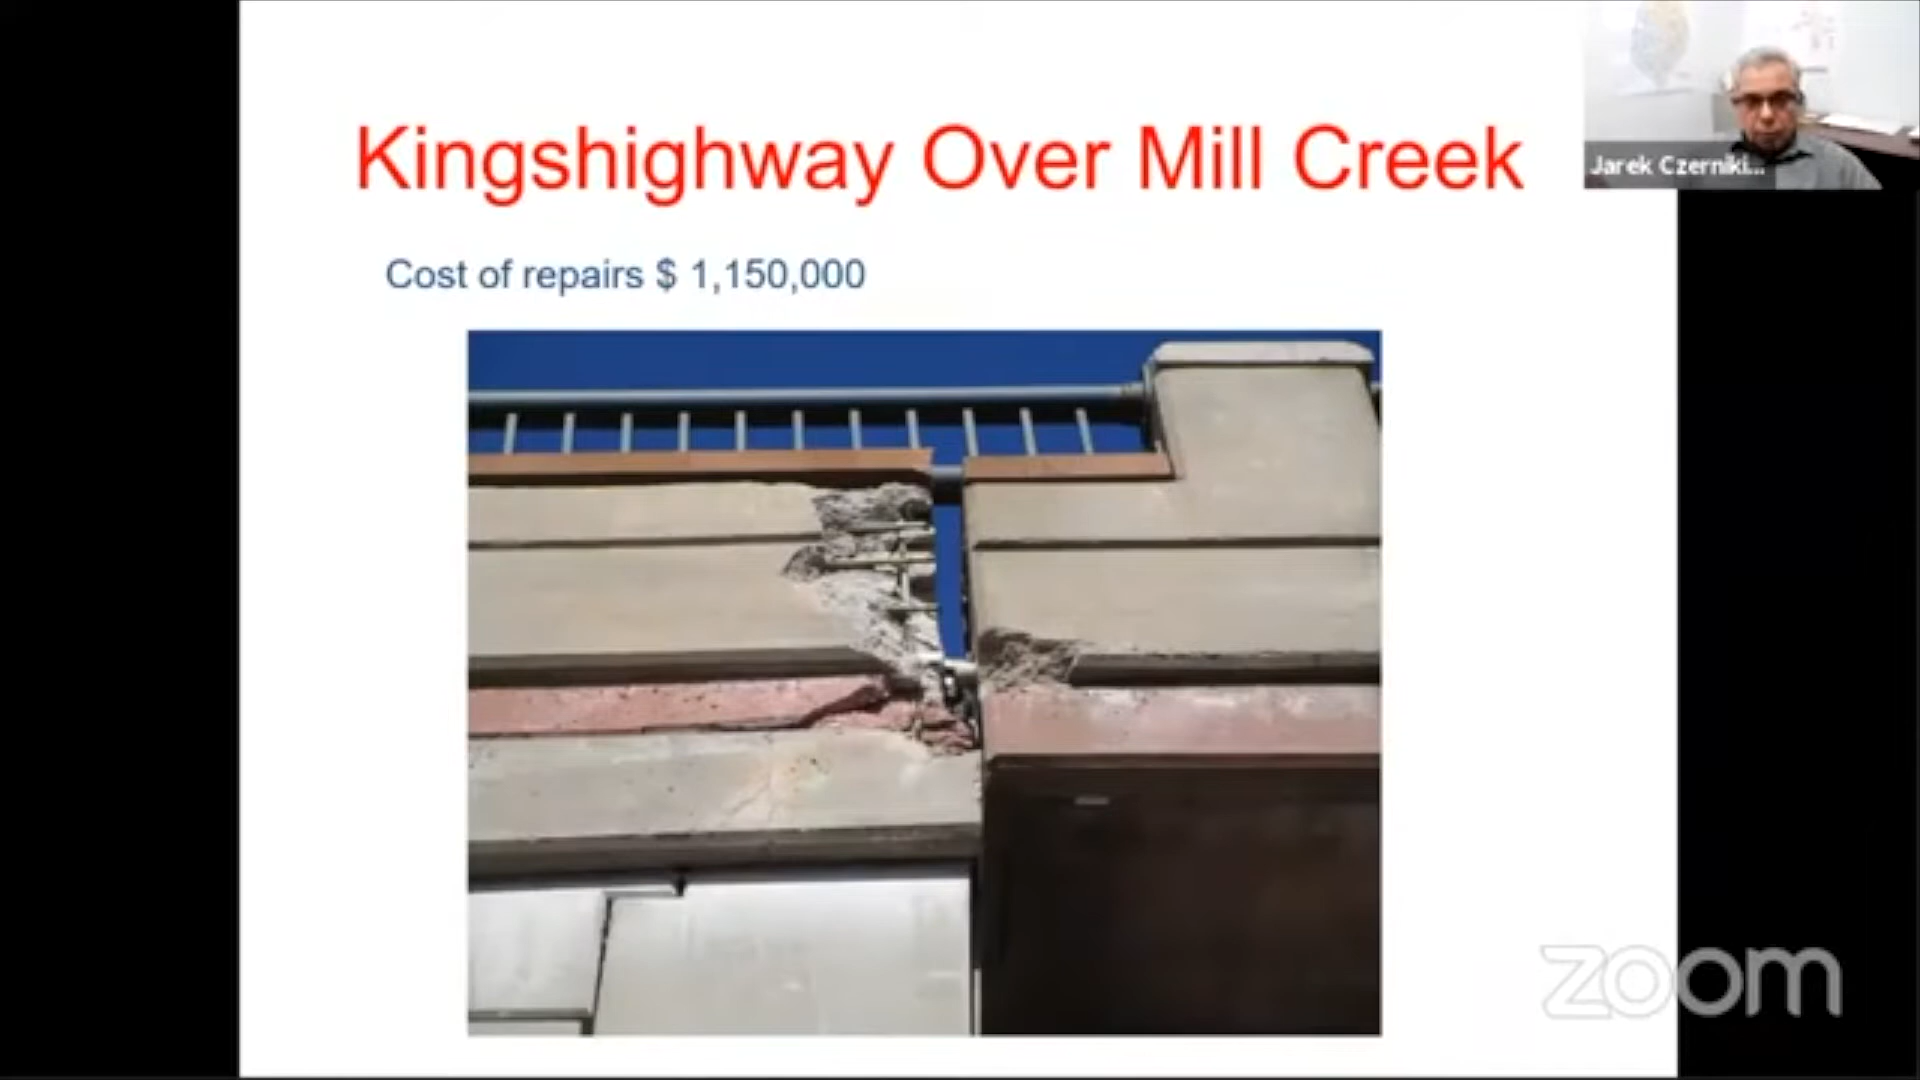 Kingshighway Over Mill Creek
Jarek Czerniki...
Cost of repairs $ 1,150,000
zoom